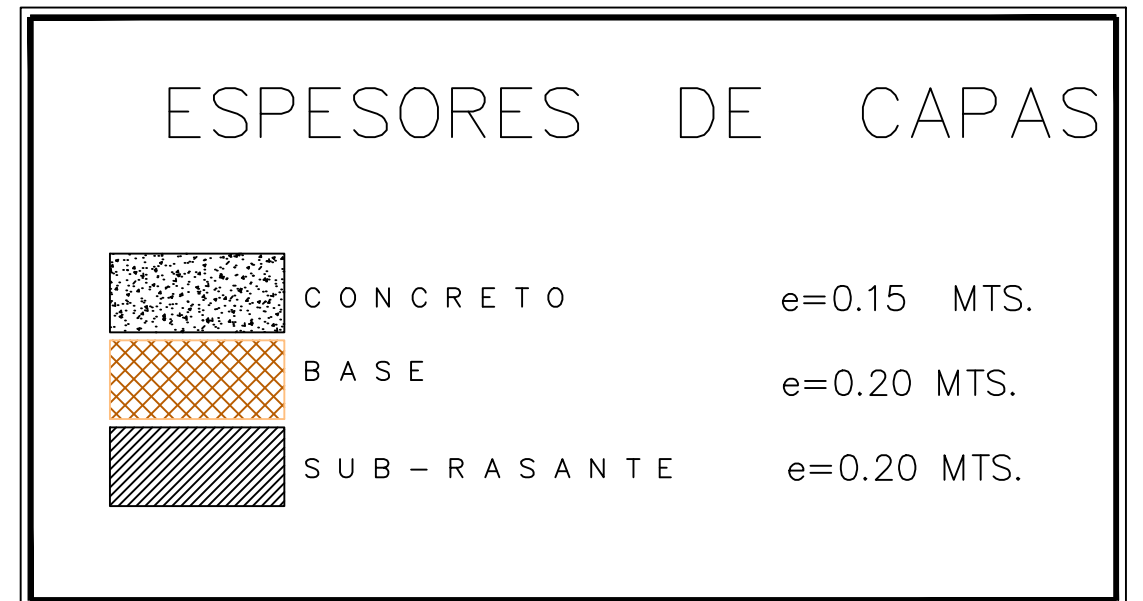 ESPESORES DE CAPAS
CONCRETO e=0.15 MTS.
BASE e=0.20 MTS.
SUB-RASANTE e=0.20 MTS.